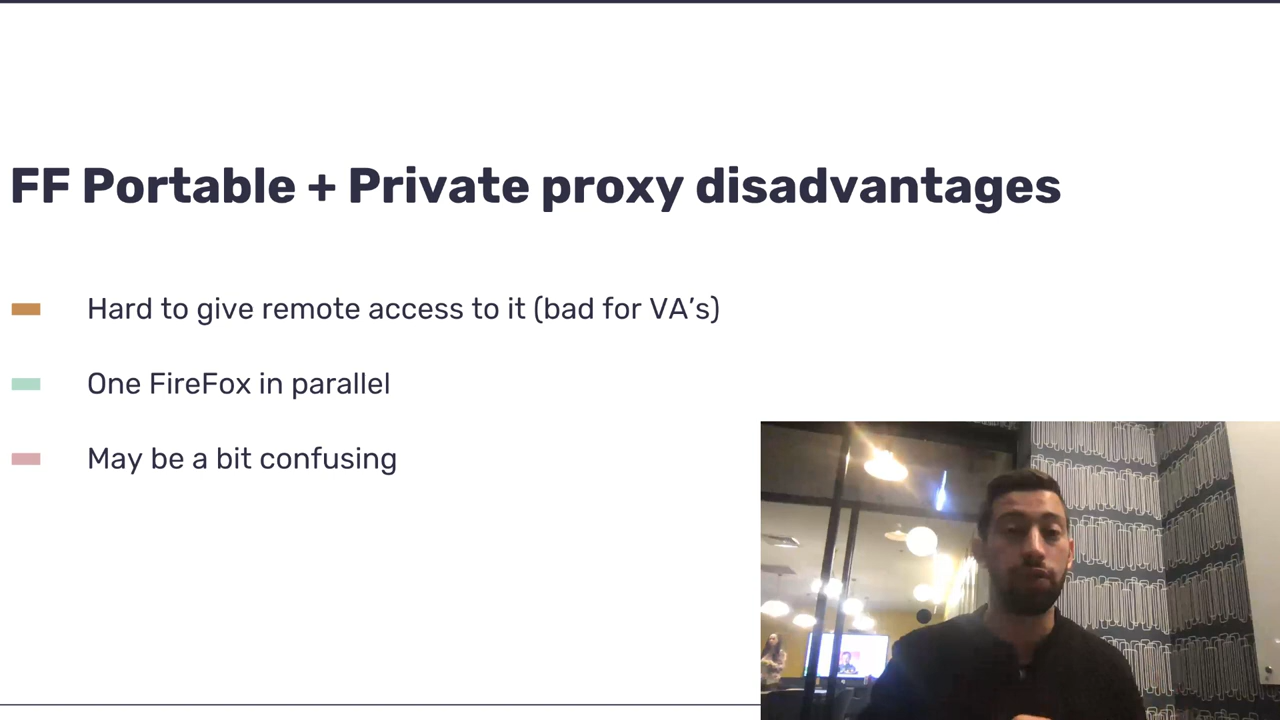 FF Portable + Private proxy disadvantages
Hard to give remote access to it (bad for VA's)
One FireFox in parallel
May be a bit confusing